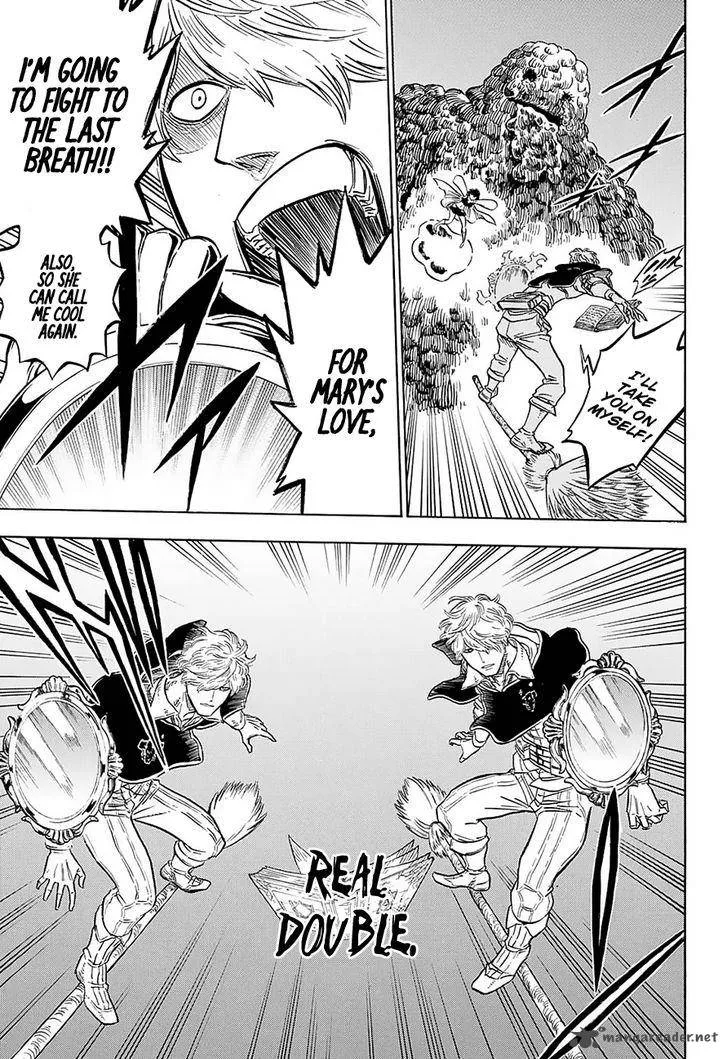 I'LL
TAKE
YOU ON
MYSELF!
FOR
MARY'S
LOVE,
I'M GOING
TO FIGHT TO
THE LAST
BREATH!!
ALSO,
SO SHE
CAN CALL
ME COOL
AGAIN.
REAL
DOUBLE.
mangareader.net